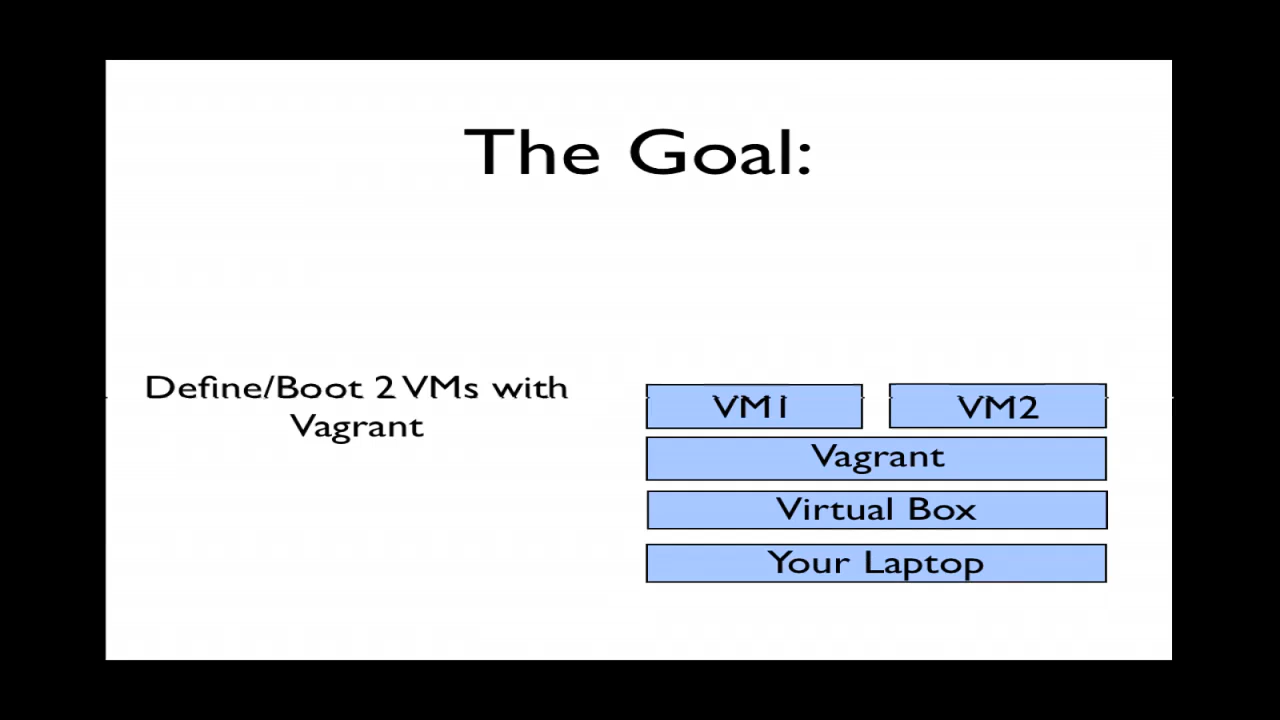 The Goal:
Define/Boot 2 VMs with
Vagrant
VM1
VM2
Vagrant
Virtual Box
Your Laptop